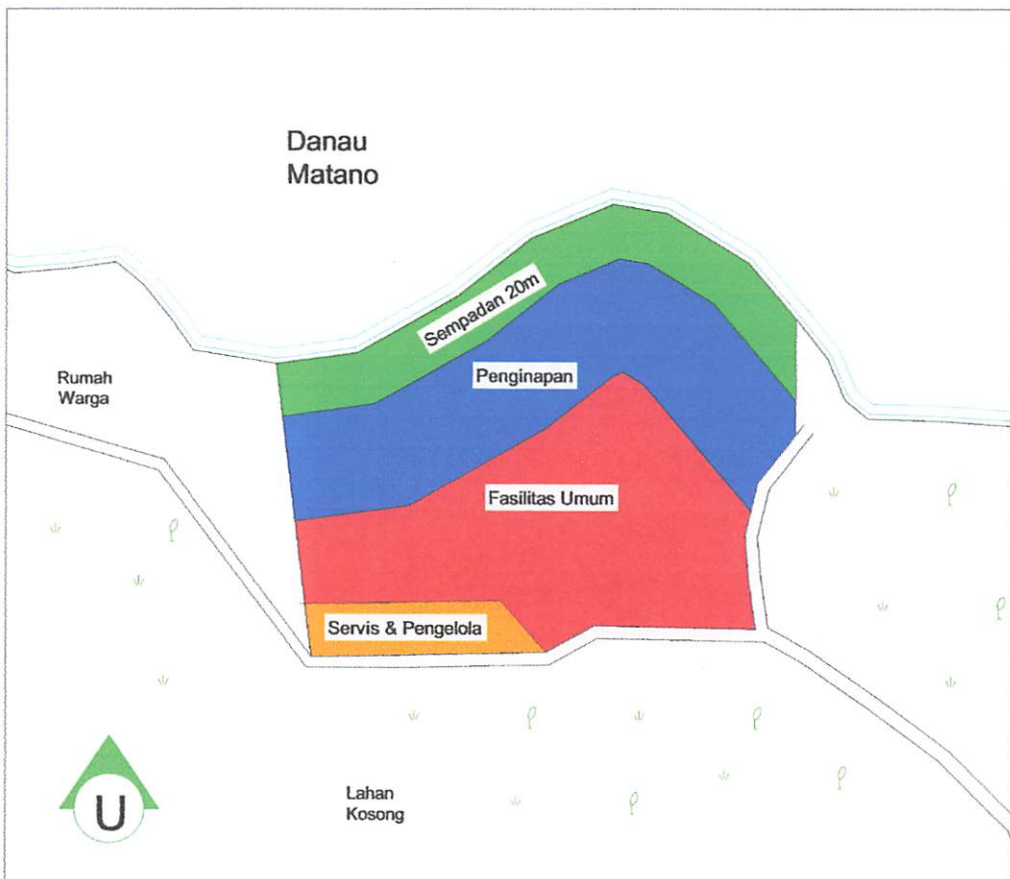 Danau
Matano
Sempadan 20m
Rumah
Warga
Penginapan
Fasilitas Umum
Servis & Pengelola
Lahan
Kosong
U